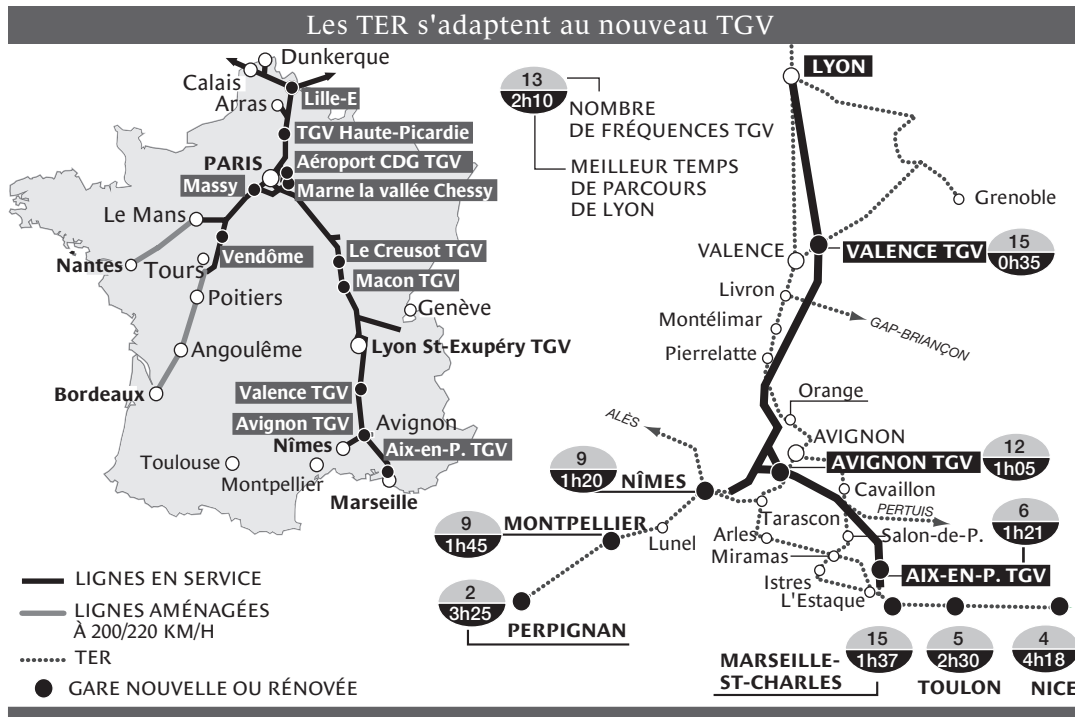 Les TER s'adaptent au nouveau TGV
Dunkerque
Calais
Lille-E
Arras
TGV Haute-Picardie
PARIS
Aéroport CDG TGV
Massy
Marne la vallée Chessy
Le Mans
Nantes
Tours
Vendôme
Le Creusot TGV
Macon TGV
Poitiers
Genève
Angoulême
Lyon St-Exupéry TGV
Bordeaux
Valence TGV
Avignon TGV
Avignon
Nîmes
Aix-en-P. TGV
Toulouse
Montpellier
Marseille
LIGNES EN SERVICE
LIGNES AMÉNAGÉES
À 200/220 KM/H
TER
GARE NOUVELLE OU RÉNOVÉE
13
2h10
NOMBRE
DE FRÉQUENCES TGV
MEILLEUR TEMPS
DE PARCOURS
DE LYON
LYON
Grenoble
VALENCE
VALENCE TGV
15
0h35
Livron
GAP-BRIANÇON
Montélimar
Pierrelatte
Orange
ALÈS
AVIGNON
AVIGNON TGV
12
1h05
9
1h20
NÎMES
Cavaillon
PERTUIS
6
1h21
9
1h45
MONTPELLIER
Lunel
Tarascon
Arles
Salon-de-P.
Miramas
AIX-EN-P. TGV
Istres
L'Estaque
2
3h25
PERPIGNAN
MARSEILLE-
ST-CHARLES
15
1h37
5
2h30
TOULON
4
4h18
NICE